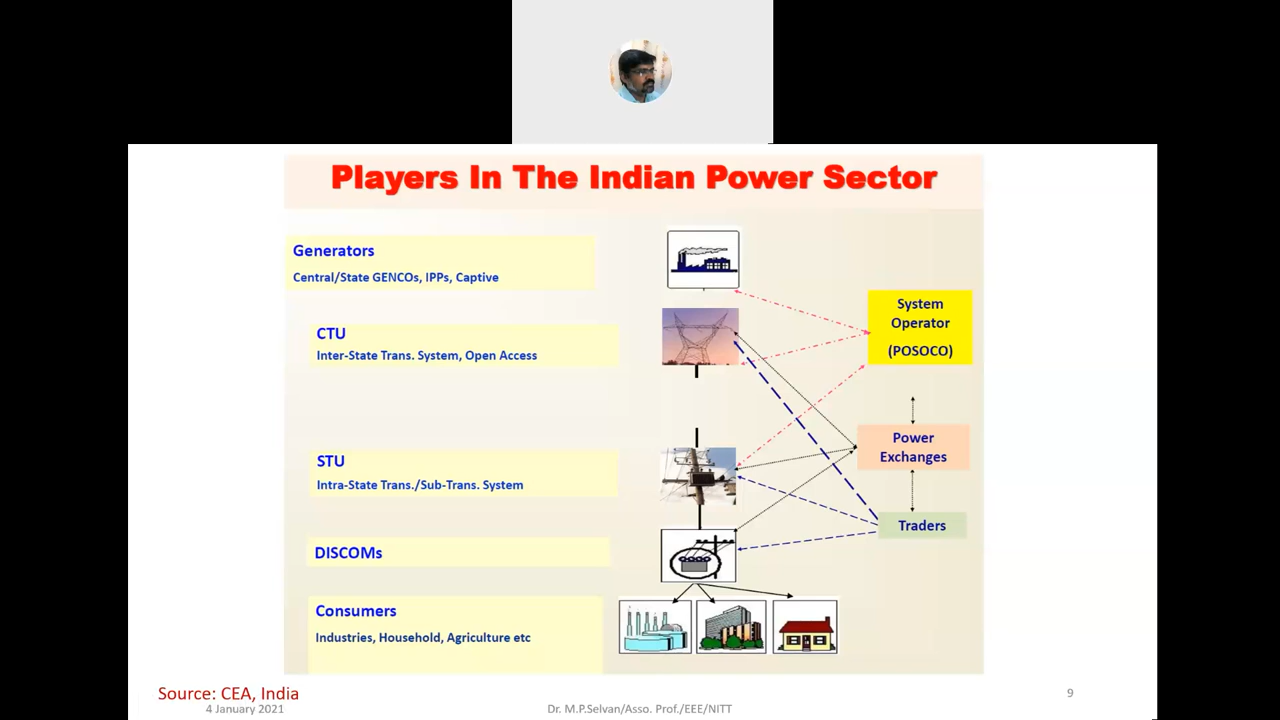 Players In The Indian Power Sector
Generators
Central/State GENCOs, IPPs, Captive
CTU
Inter-State Trans. System, Open Access
STU
Intra-State Trans./Sub-Trans. System
DISCOMs
Consumers
Industries, Household, Agriculture etc
System
Operator
(POSOCO)
Power
Exchanges
Traders
Source: CEA, India
4 January 2021
Dr. M.P.Selvan/Asso. Prof./EEE/NITT
9